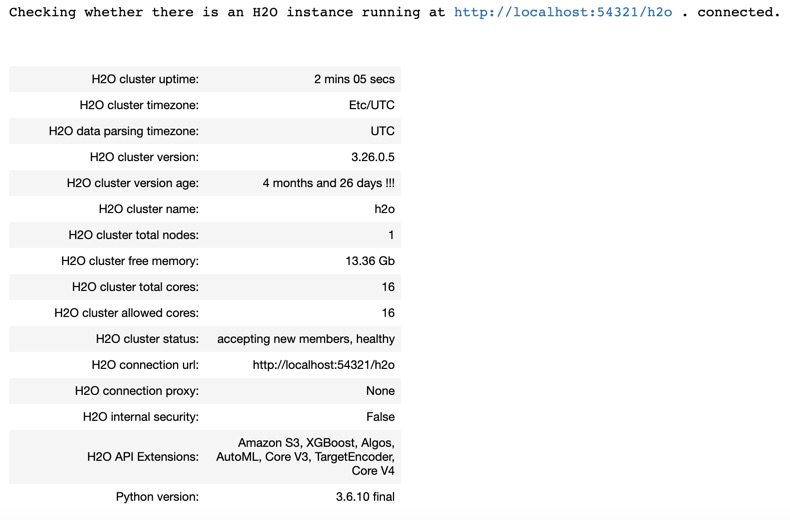 Checking whether there is an H2O instance running at http://localhost:54321/h2o . connected.
H2O cluster uptime: 2 mins 05 secs
H2O cluster timezone: Etc/UTC
H2O data parsing timezone: UTC
H2O cluster version: 3.26.0.5
H2O cluster version age: 4 months and 26 days !!!
H2O cluster name: h2o
H2O cluster total nodes: 1
H2O cluster free memory: 13.36 Gb
H2O cluster total cores: 16
H2O cluster allowed cores: 16
H2O cluster status: accepting new members, healthy
H2O connection url: http://localhost:54321/h2o
H2O connection proxy: None
H2O internal security: False
H2O API Extensions: Amazon S3, XGBoost, Algos,
AutoML, Core V3, TargetEncoder,
Core V4
Python version: 3.6.10 final